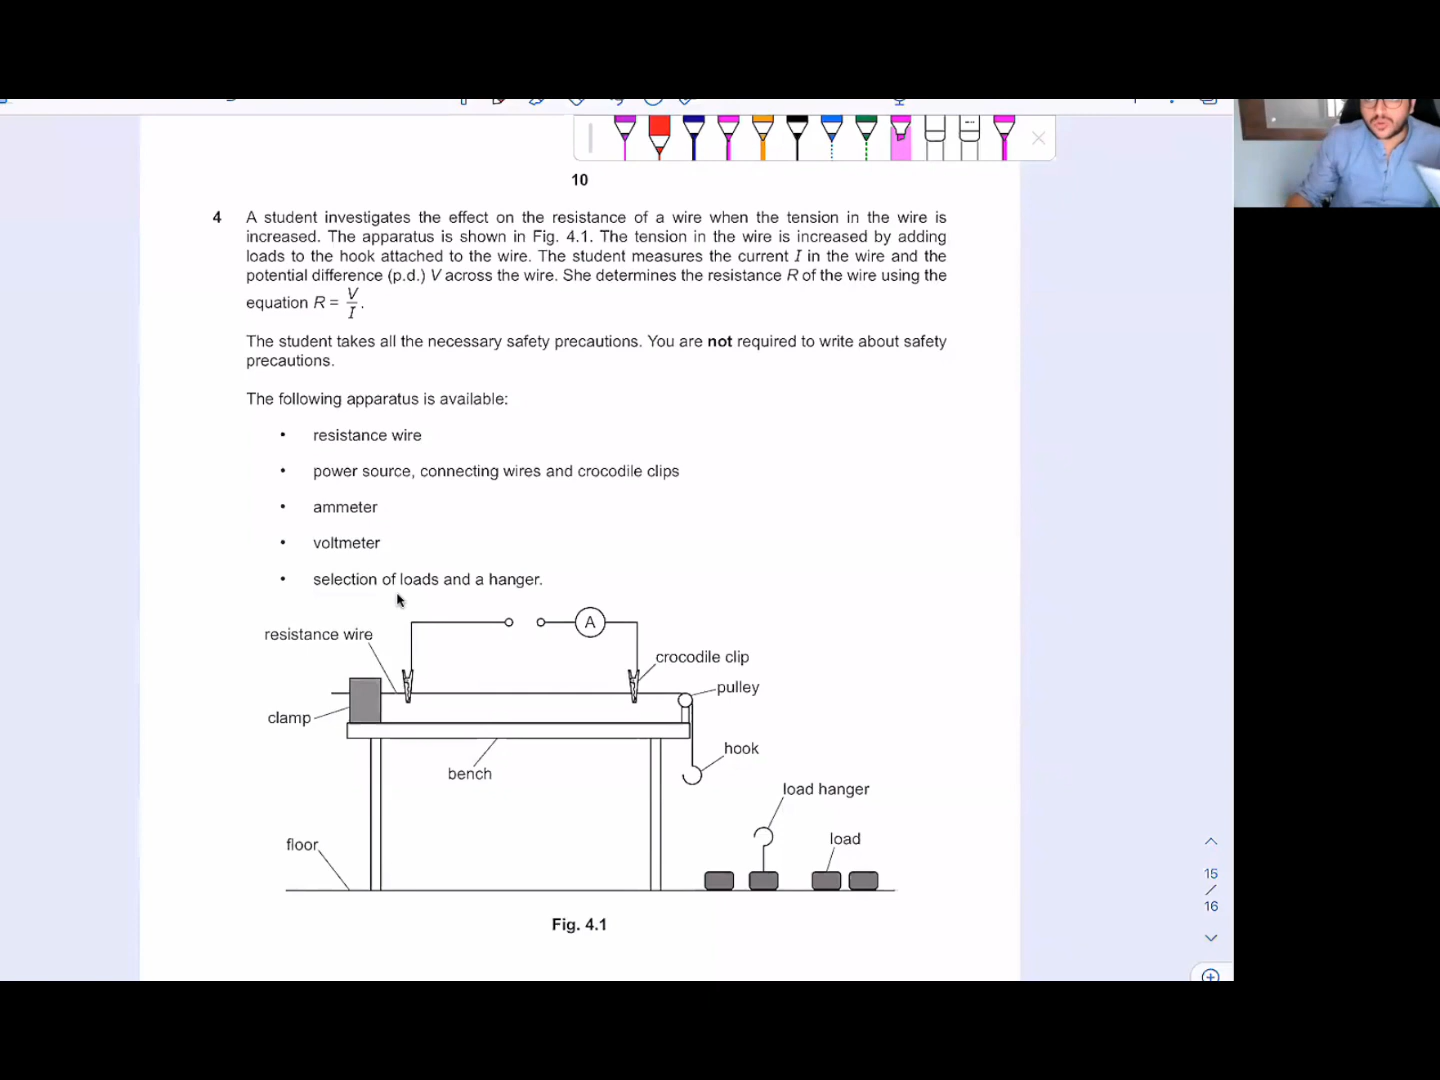 10
4 A student investigates the effect on the resistance of a wire when the tension in the wire is
increased. The apparatus is shown in Fig. 4.1. The tension in the wire is increased by adding
loads to the hook attached to the wire. The student measures the current I in the wire and the
potential difference (p.d.) V across the wire. She determines the resistance R of the wire using the
equation R = V/I.
The student takes all the necessary safety precautions. You are not required to write about safety
precautions.
The following apparatus is available:
• resistance wire
• power source, connecting wires and crocodile clips
• ammeter
• voltmeter
• selection of loads and a hanger.
A
resistance wire
crocodile clip
pulley
clamp
hook
bench
load hanger
floor
load
15
/
16
Fig. 4.1